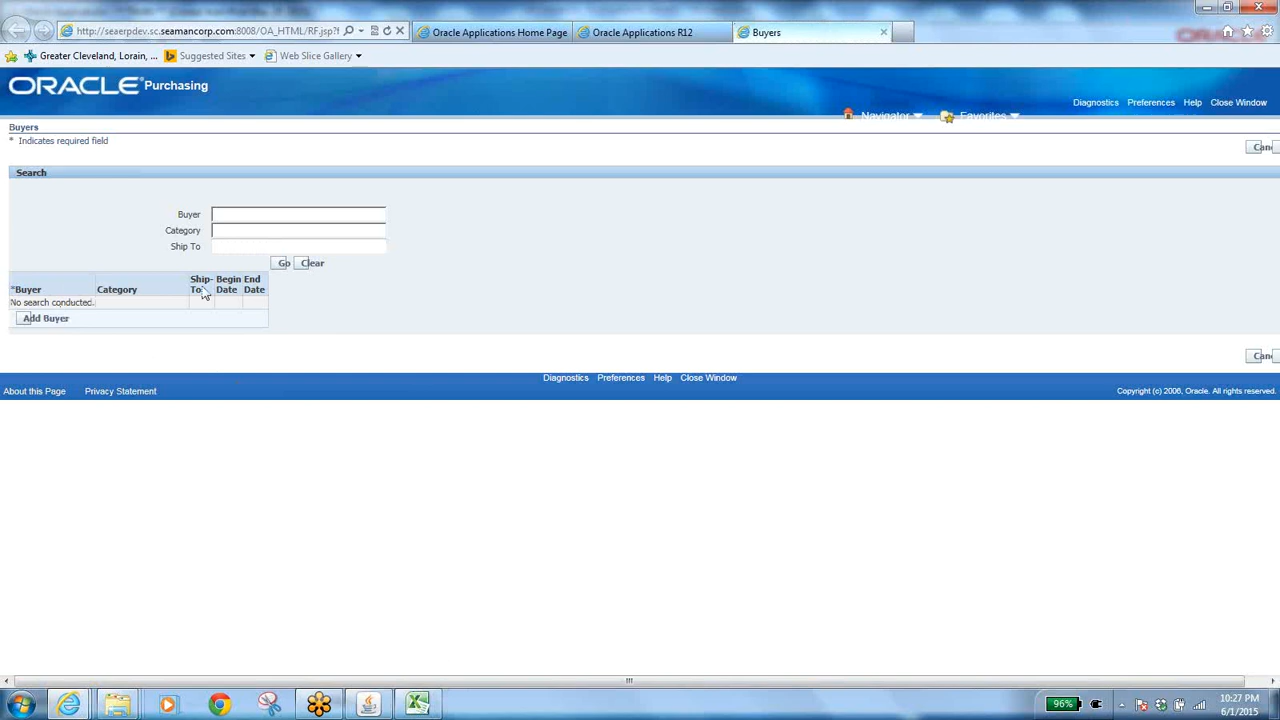 http://seaerpdev.sc.seamancorp.com:8008/OA_HTML/RF.jsp?f
Oracle Applications Home Page
Oracle Applications R12
Buyers
Greater Cleveland, Lorain, ...
Suggested Sites
Web Slice Gallery
ORACLE Purchasing
Diagnostics Preferences Help Close Window
Navigator Favorites
Buyers
* Indicates required field
Canc
Search
Buyer
Category
Ship To
Go Clear
*Buyer Category Ship-To Begin Date End Date
No search conducted.
Add Buyer
Canc
Diagnostics Preferences Help Close Window
About this Page Privacy Statement
Copyright (c) 2006, Oracle. All rights reserved.
96%
10:27 PM
6/1/2015